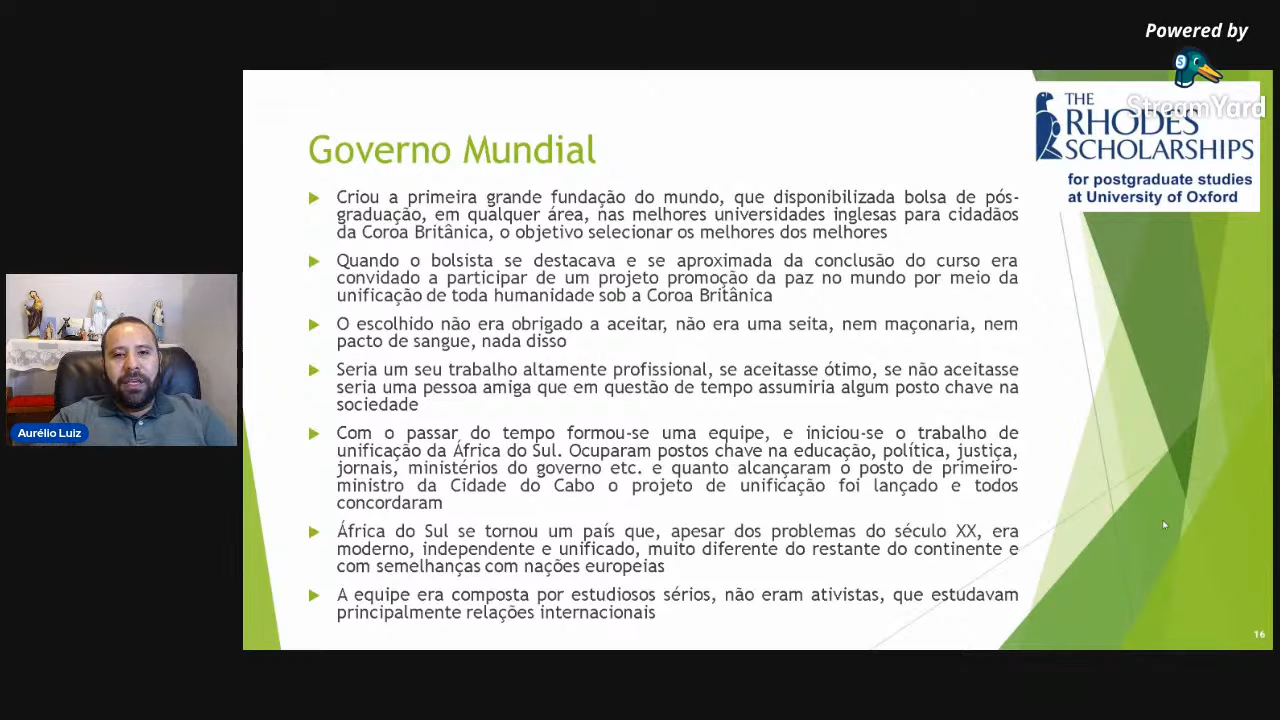 Powered by
StreamYard
THE
RHODES
SCHOLARSHIPS
for postgraduate studies
at University of Oxford
Governo Mundial
Criou a primeira grande fundação do mundo, que disponibilizada bolsa de pós-
graduação, em qualquer área, nas melhores universidades inglesas para cidadãos
da Coroa Britânica, o objetivo selecionar os melhores dos melhores
Quando o bolsista se destacava e se aproximada da conclusão do curso era
convidado a participar de um projeto promoção da paz no mundo por meio da
unificação de toda humanidade sob a Coroa Britânica
O escolhido não era obrigado a aceitar, não era uma seita, nem maçonaria, nem
pacto de sangue, nada disso
Seria um seu trabalho altamente profissional, se aceitasse ótimo, se não aceitasse
seria uma pessoa amiga que em questão de tempo assumiria algum posto chave na
sociedade
Com o passar do tempo formou-se uma equipe, e iniciou-se o trabalho de
unificação da África do Sul. Ocuparam postos chave na educação, política, justiça,
jornais, ministérios do governo etc. e quanto alcançaram o posto de primeiro-
ministro da Cidade do Cabo o projeto de unificação foi lançado e todos
concordaram
África do Sul se tornou um país que, apesar dos problemas do século XX, era
moderno, independente e unificado, muito diferente do restante do continente e
com semelhanças com nações europeias
A equipe era composta por estudiosos sérios, não eram ativistas, que estudavam
principalmente relações internacionais
16
Aurélio Luiz